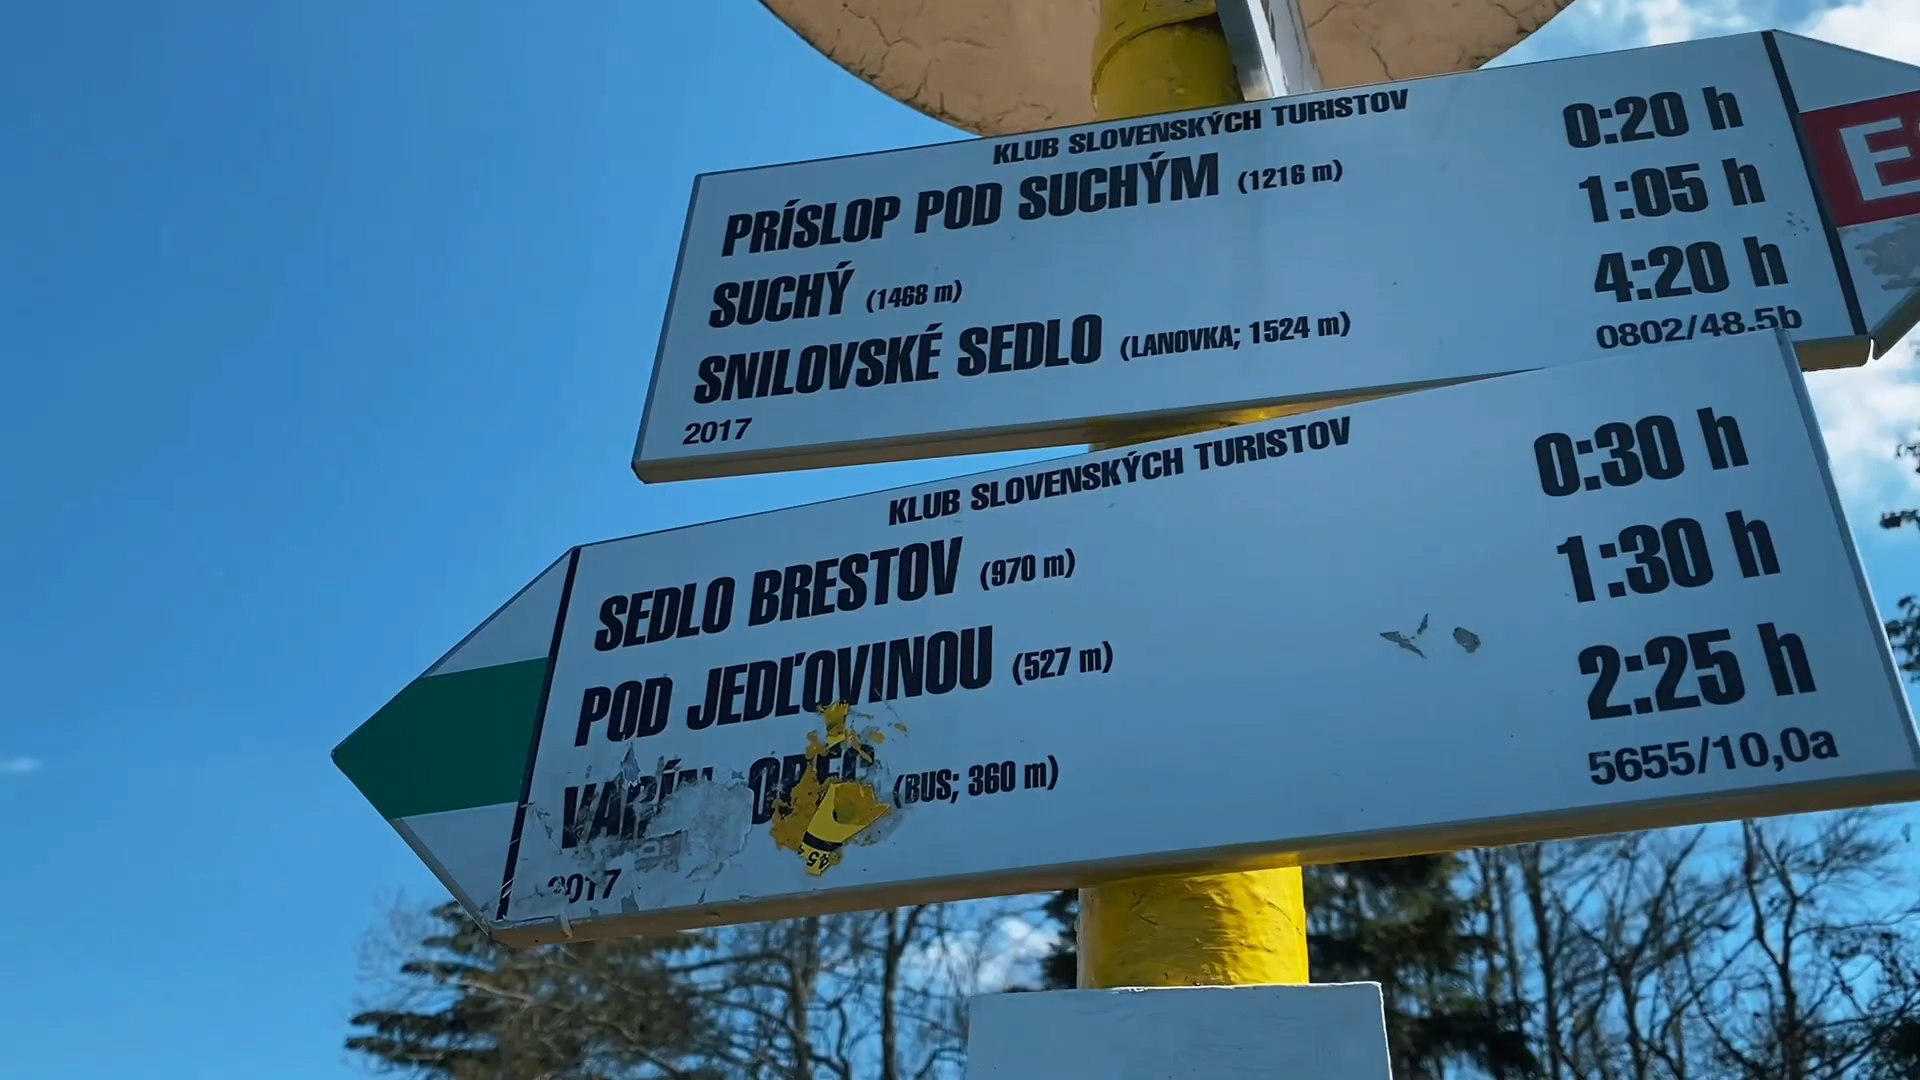 KLUB SLOVENSKÝCH TURISTOV
PRÍSLOP POD SUCHÝM (1216 m) 0:20 h
SUCHÝ (1468 m) 1:05 h
SNILOVSKÉ SEDLO (LANOVKA; 1524 m) 4:20 h
2017 0802/48.5b
KLUB SLOVENSKÝCH TURISTOV
SEDLO BRESTOV (970 m) 0:30 h
POD JEDĽOVINOU (527 m) 1:30 h
OBEC (BUS; 360 m) 2:25 h
2017 5655/10,0a